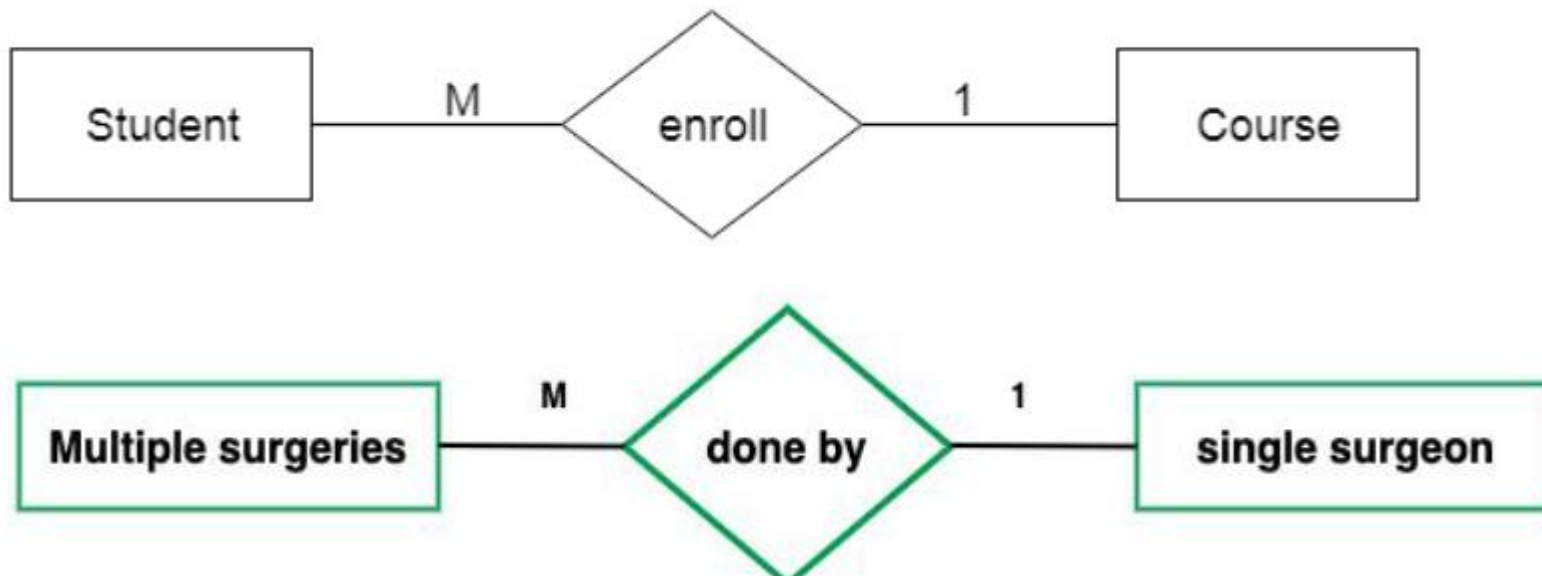 Student M enroll 1 Course
M 1
Multiple surgeries done by single surgeon